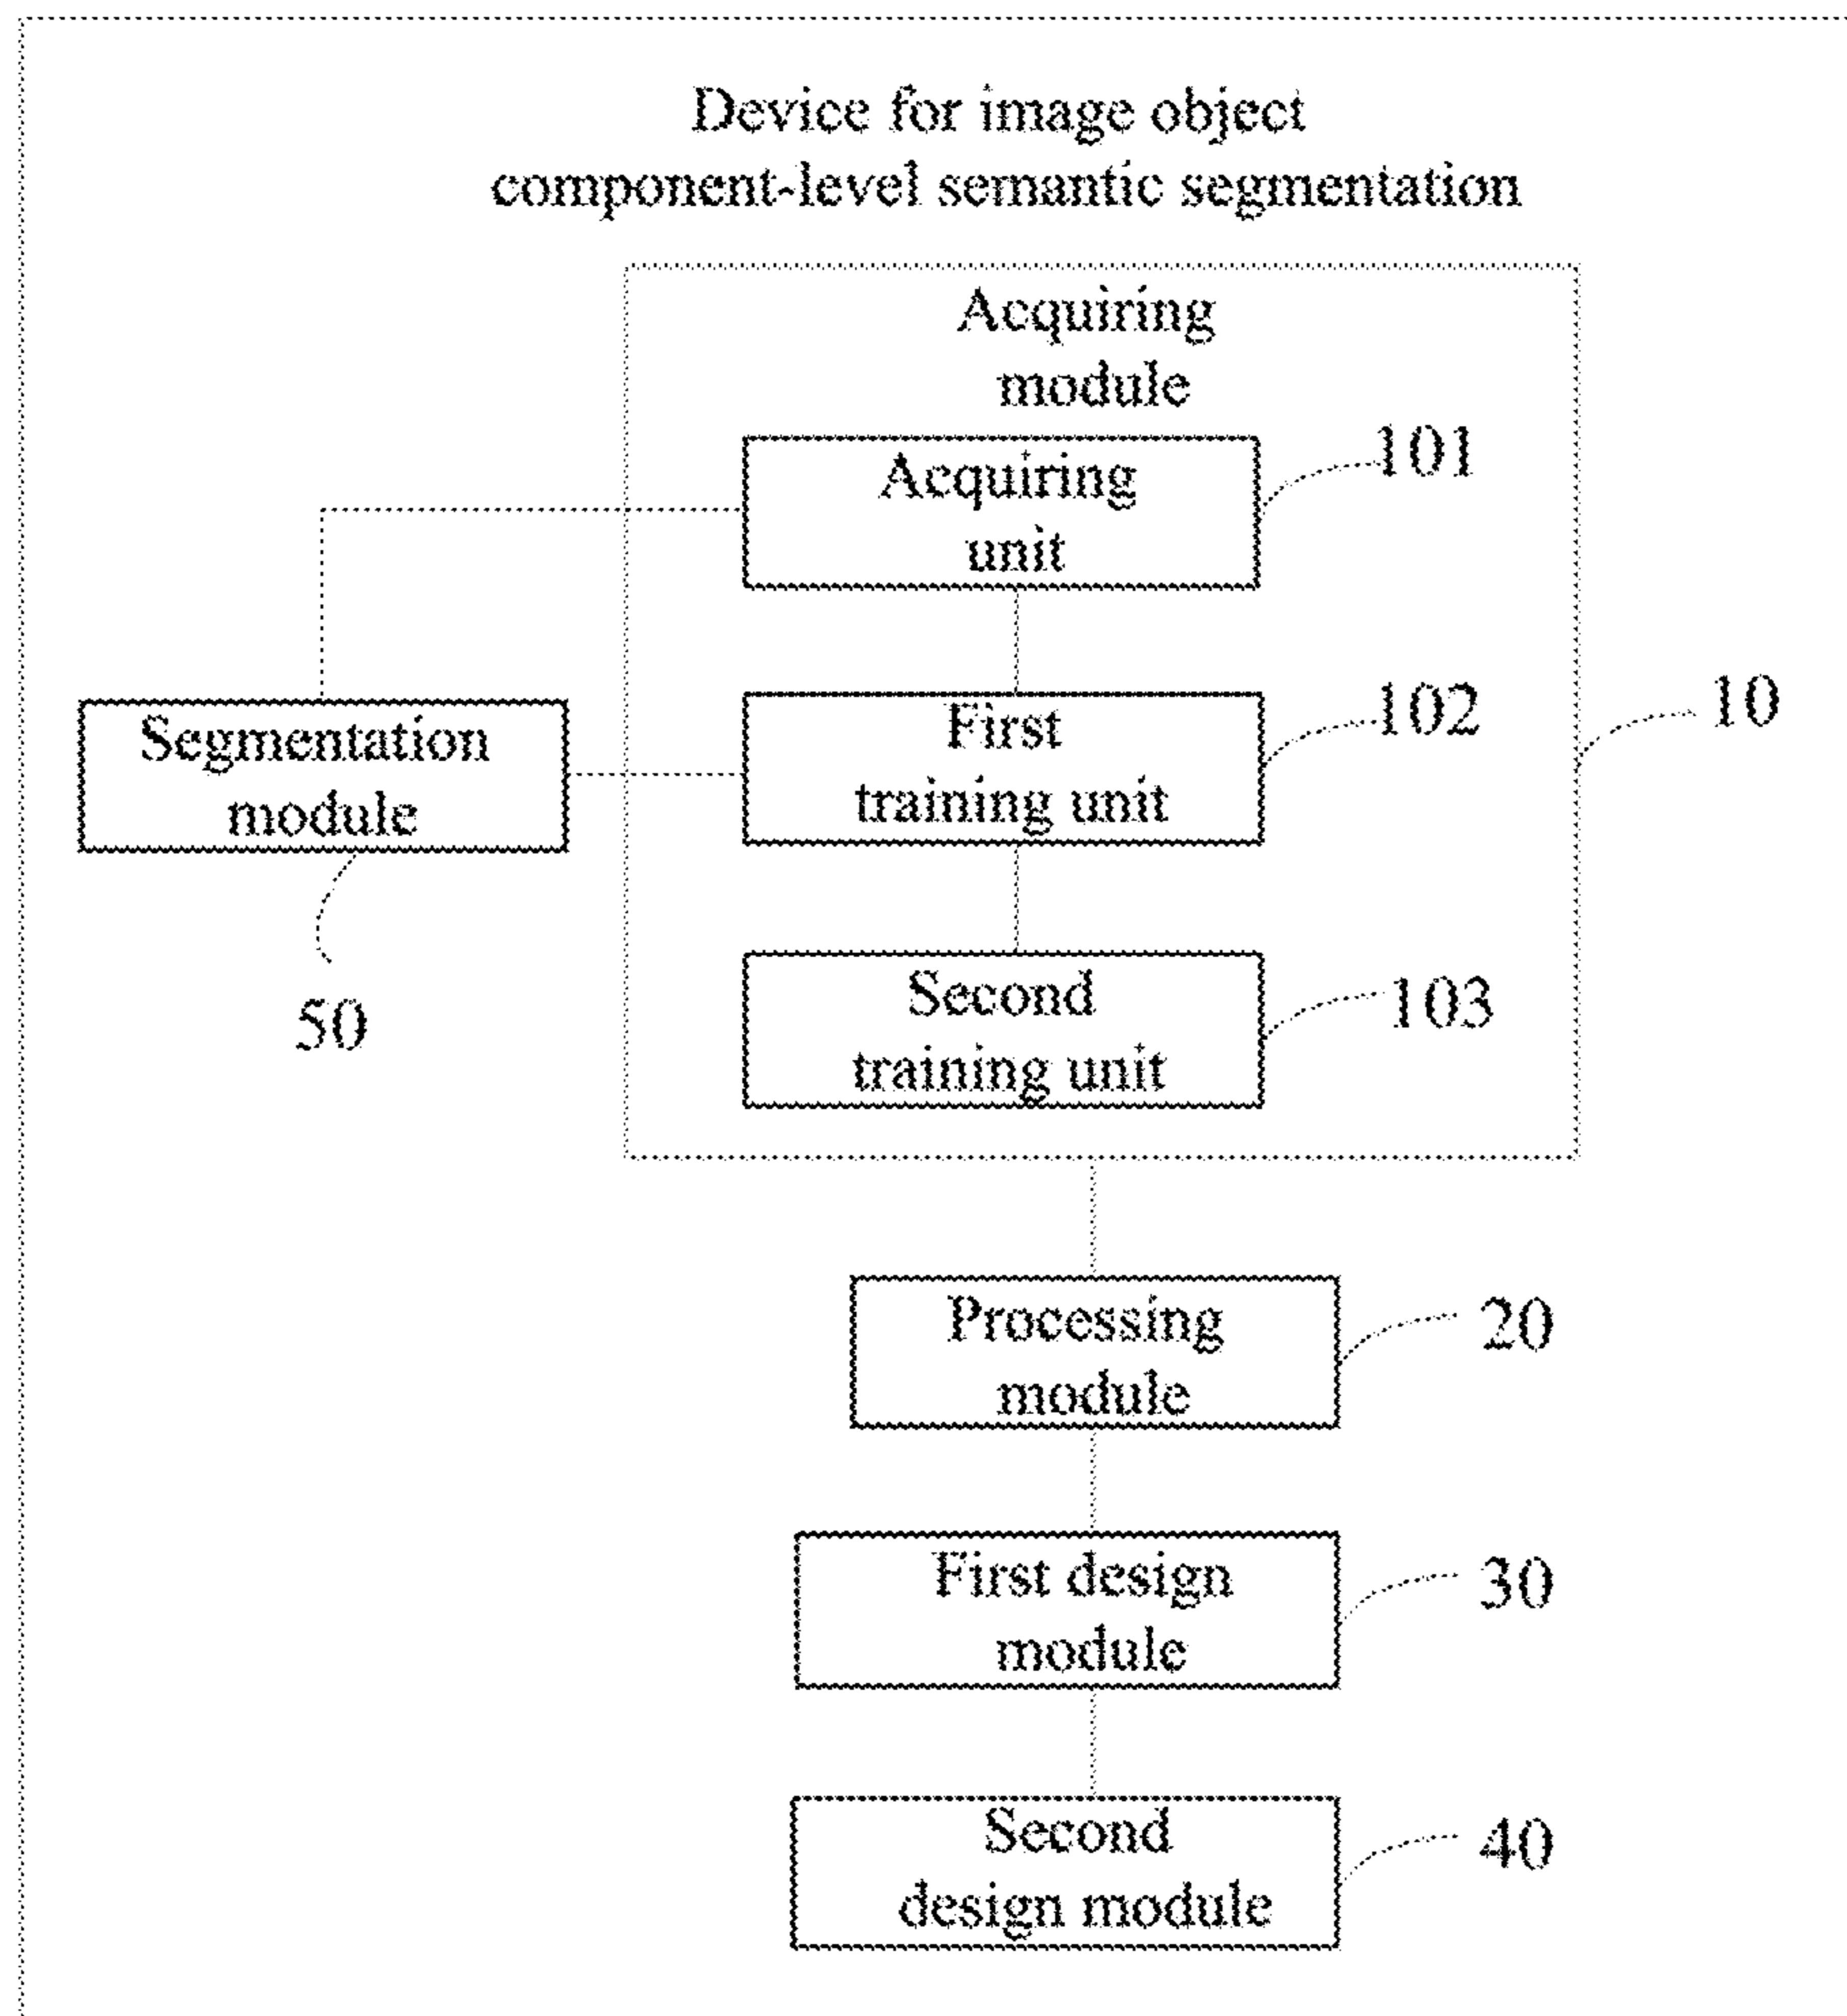 Device for image object
component-level semantic segmentation
Acquiring
module
Acquiring
unit
101
First
training unit
102
10
Segmentation
module
50
Second
training unit
103
Processing
module
20
First design
module
30
Second
design module
40